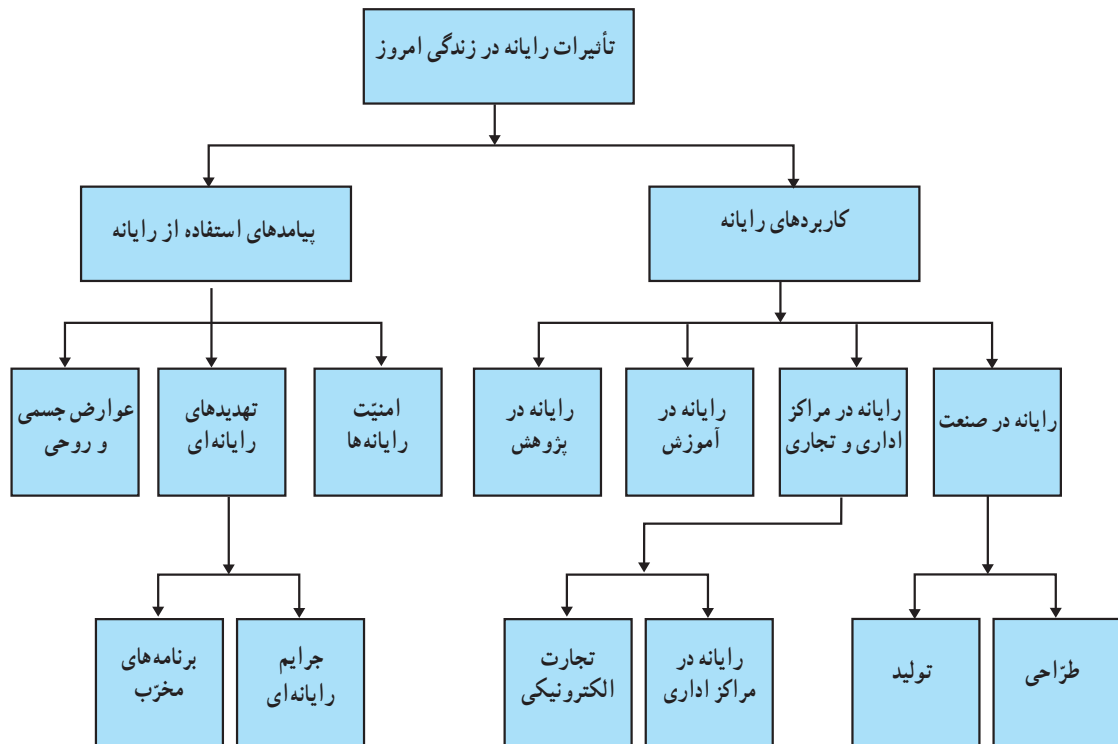 تأثیرات رایانه در زندگی امروز
کاربردهای رایانه
پیامدهای استفاده از رایانه
رایانه در صنعت
رایانه در مراکز
اداری و تجاری
رایانه در
آموزش
رایانه در
پژوهش
امنیّت
رایانه‌ها
تهدیدهای
رایانه‌ای
عوارض جسمی
و روحی
طرّاحی
تولید
رایانه در
مراکز اداری
تجارت
الکترونیکی
جرایم
رایانه‌ای
برنامه‌های
مخرّب